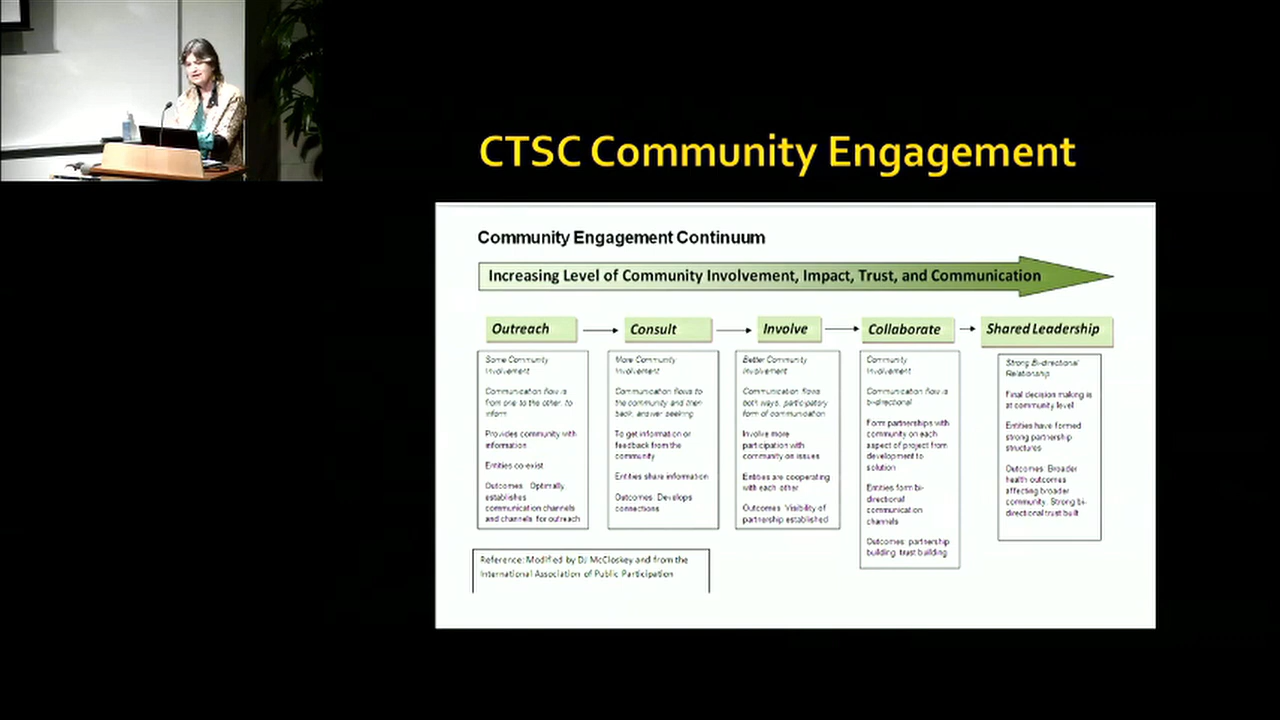 CTSC Community Engagement
Community Engagement Continuum
Increasing Level of Community Involvement, Impact, Trust, and Communication
Outreach
Some Community
Involvement
Communication flow is
from one to the other, to
inform
Provides community with
information
Entities co exist
Outcomes: Optimally,
establishes
communication channels
and channels for outreach
Consult
More Community
Involvement
Communication flows to
the community and then
back, answer seeking
To get information or
feedback from the
community
Entities share information
Outcomes: Develops
connections
Involve
Better Community
Involvement
Communication flows
both ways, participatory
form of communication
Involve more
participation with
community on issues
Entities are cooperating
with each other
Outcomes: Visibility of
partnership established
Collaborate
Community
Involvement
Communication flow is
bi-directional
Form partnerships with
community on each
aspect of project from
development to
solution
Entities form bi-
directional
communication
channels
Outcomes: partnership
building, trust building
Shared Leadership
Strong Bi-directional
Relationship
Final decision making is
at community level
Entities have formed
strong partnership
structures
Outcomes: Broader
health outcomes
affecting broader
community. Strong bi-
directional trust built
Reference: Modified by DJ McCloskey and from the
International Association of Public Participation